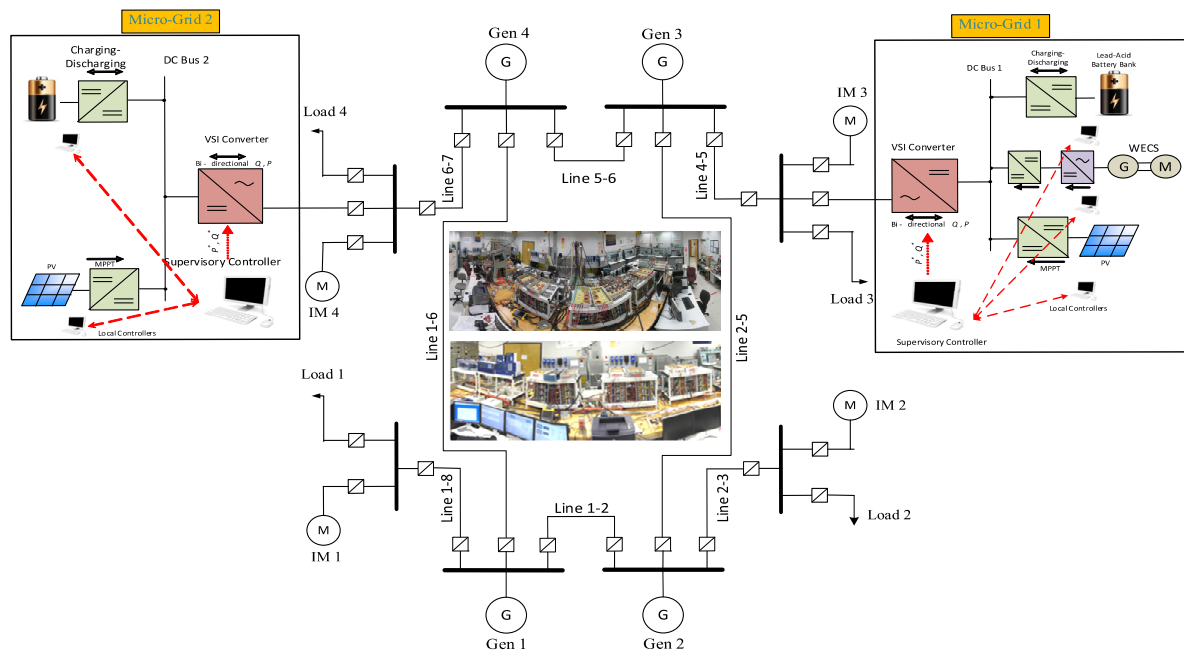 Micro-Grid 2
Charging-
Discharging
DC Bus 2
VSI Converter
Bi - directional Q , P
P*, Q*
Supervisory Controller
MPPT
PV
Local Controllers
Load 4
IM 4
M
Line 6-7
Gen 4
G
Gen 3
G
Line 5-6
Line 4-5
IM 3
M
Load 3
Micro-Grid 1
DC Bus 1
Charging-
Discharging
Lead-Acid
Battery Bank
VSI Converter
Bi - directional Q , P
P*, Q*
WECS
G
M
MPPT
PV
Local Controllers
Supervisory Controller
Line 1-6
Line 2-5
Load 1
M
IM 1
Line 1-8
Line 1-2
Line 2-3
M
IM 2
Load 2
G
Gen 1
G
Gen 2